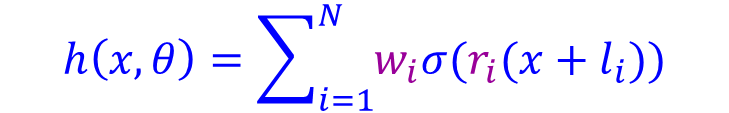 h(x, θ) = ∑_{i=1}^{N} w_i σ(r_i(x + l_i))